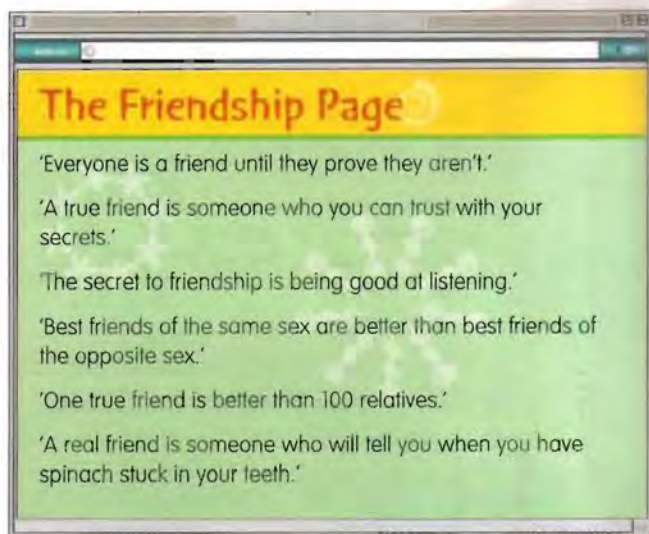 The Friendship Page
'Everyone is a friend until they prove they aren't.'
'A true friend is someone who you can trust with your
secrets.'
'The secret to friendship is being good at listening.'
'Best friends of the same sex are better than best friends of
the opposite sex.'
'One true friend is better than 100 relatives.'
'A real friend is someone who will tell you when you have
spinach stuck in your teeth.'